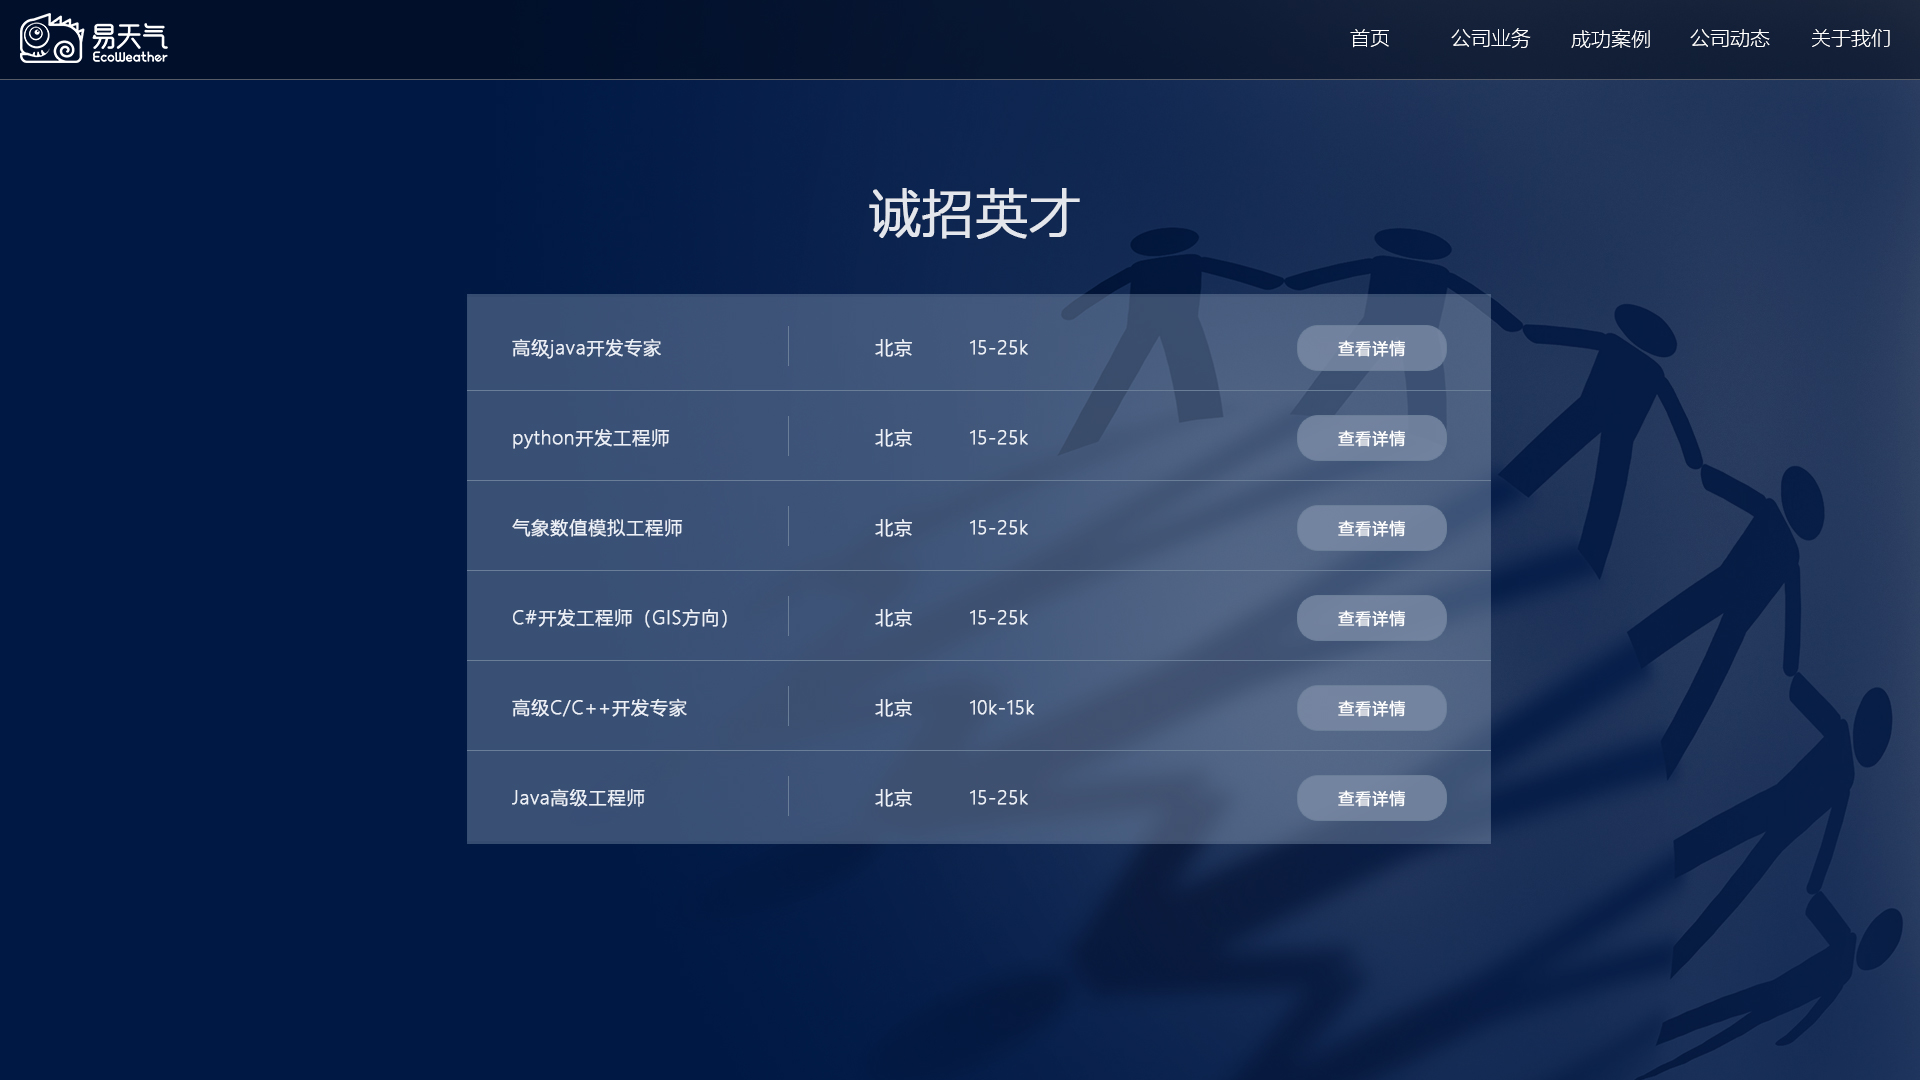 易天气
EcoWeather
首页 公司业务 成功案例 公司动态 关于我们
诚招英才
高级java开发专家 北京 15-25k 查看详情
python开发工程师 北京 15-25k 查看详情
气象数值模拟工程师 北京 15-25k 查看详情
C#开发工程师（GIS方向） 北京 15-25k 查看详情
高级C/C++开发专家 北京 10k-15k 查看详情
Java高级工程师 北京 15-25k 查看详情